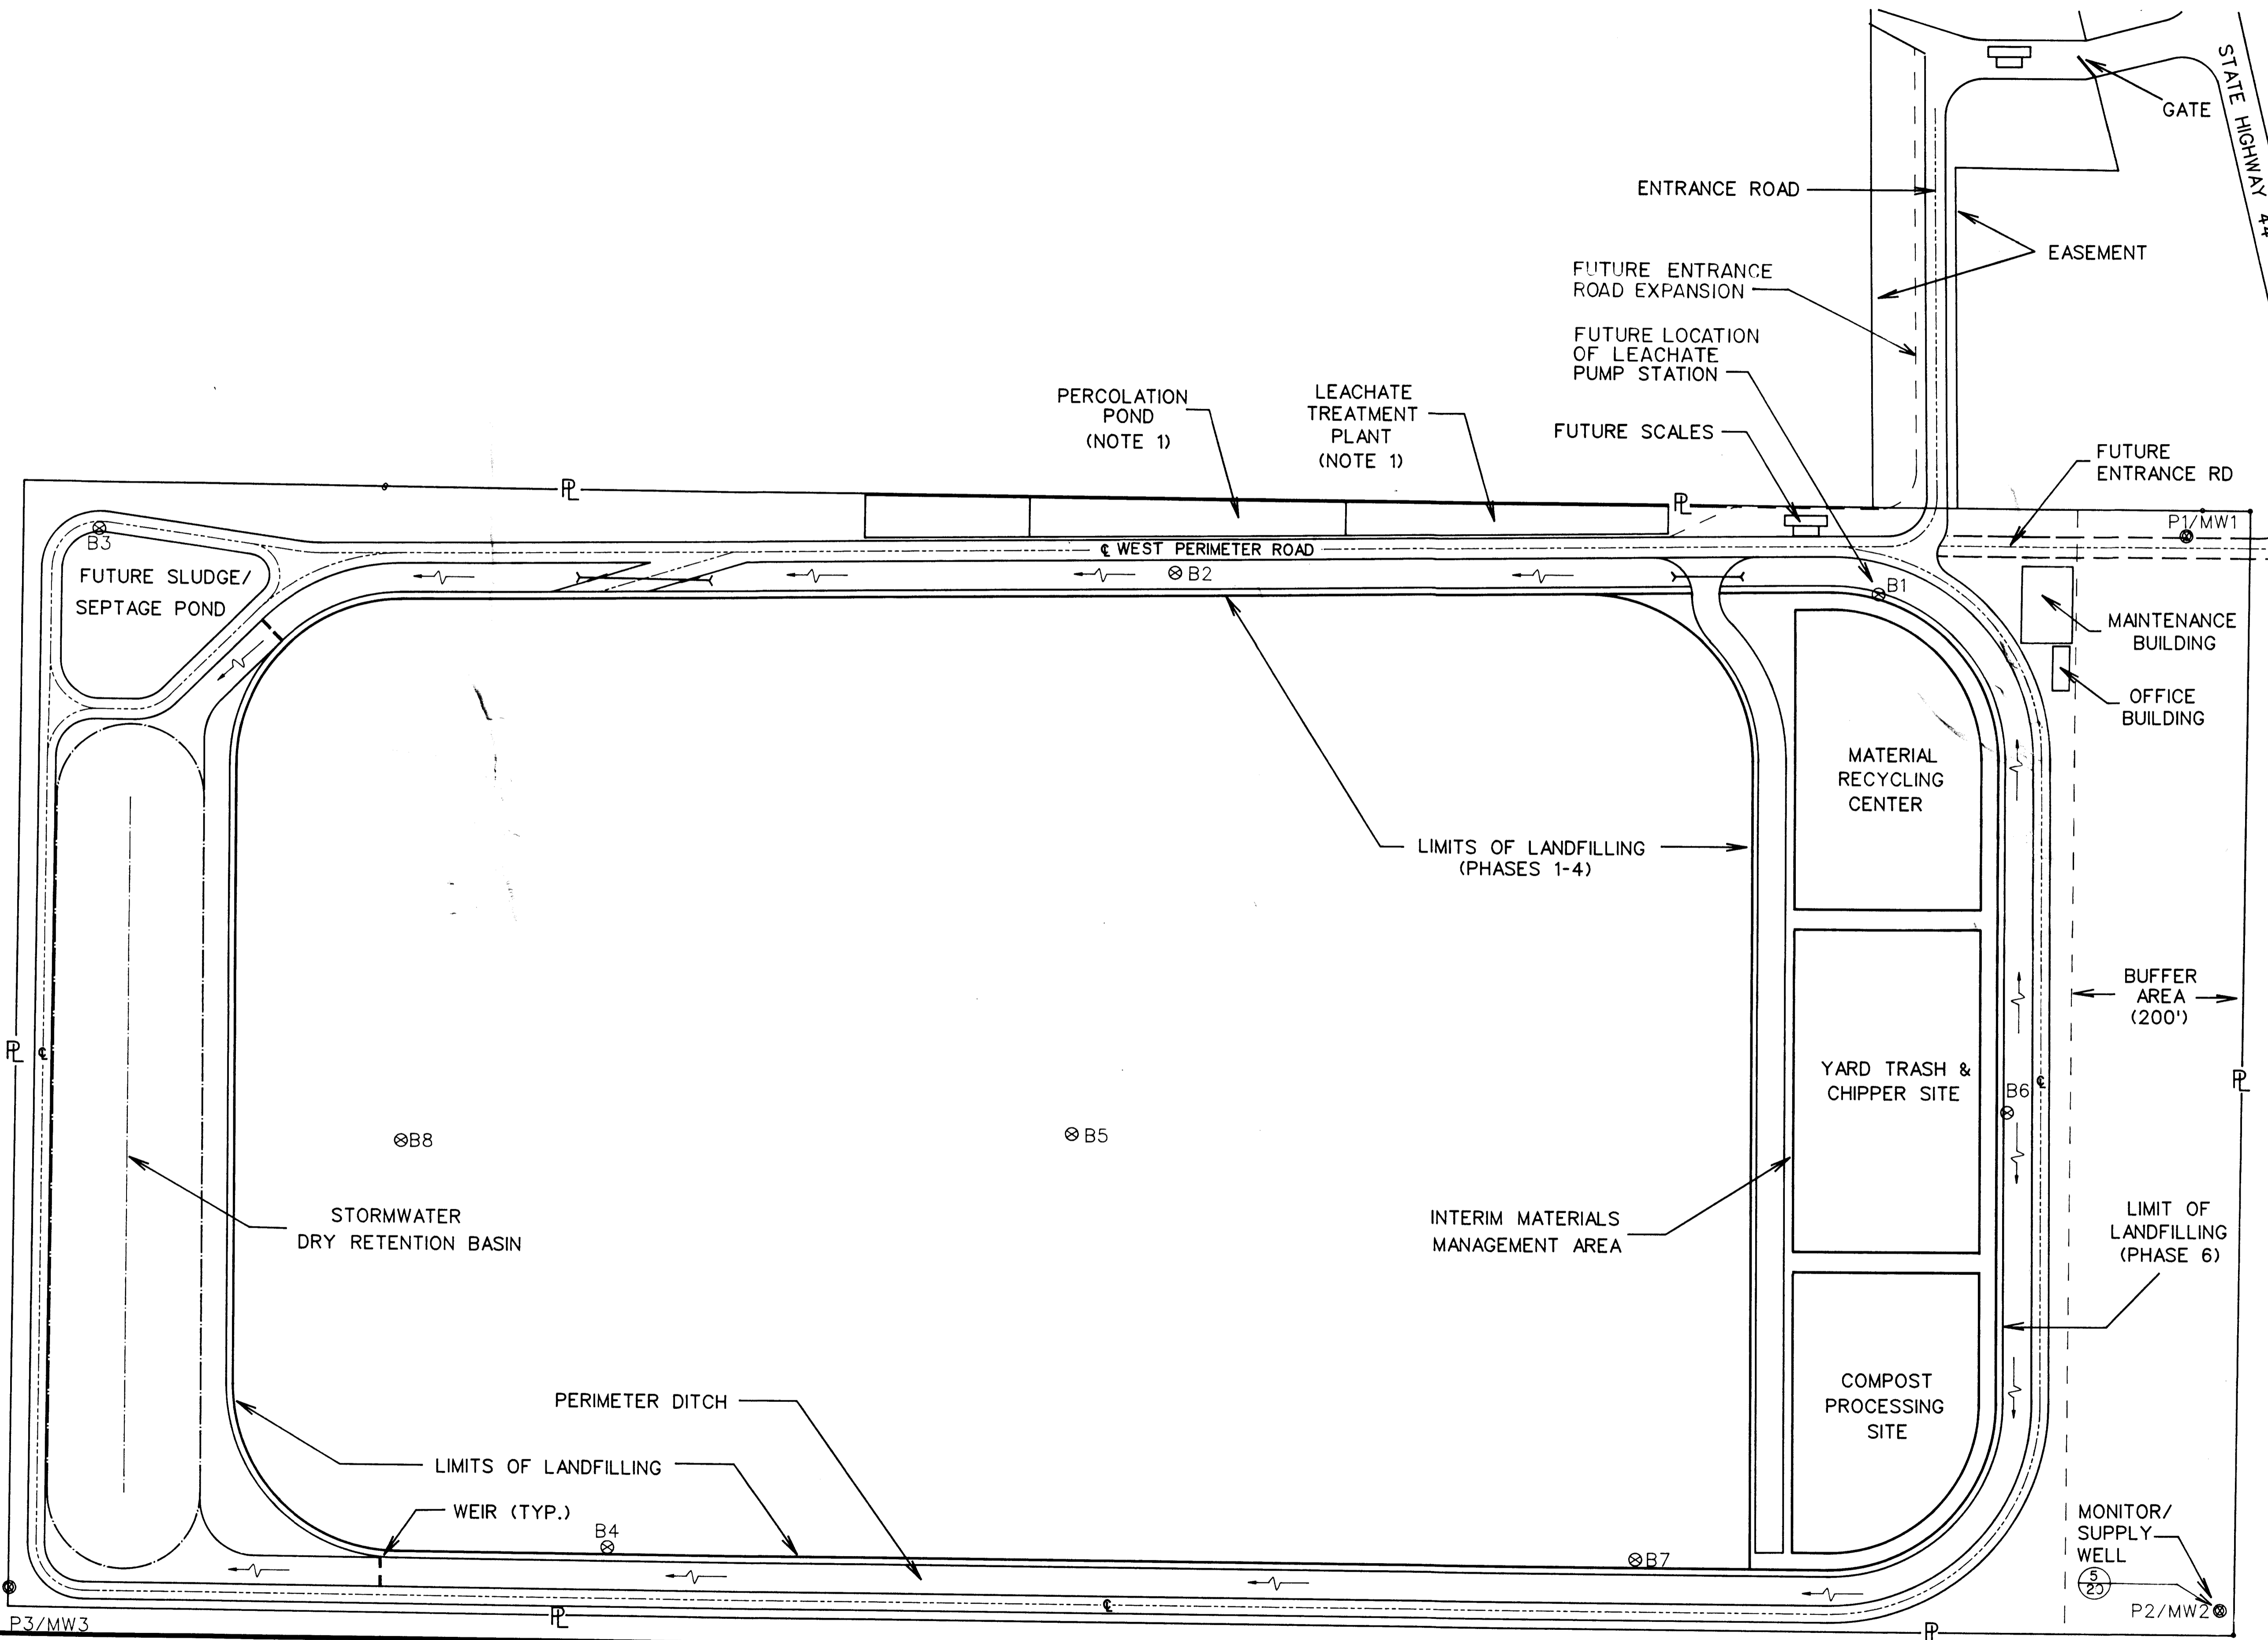 STATE HIGHWAY 44
GATE
ENTRANCE ROAD
EASEMENT
FUTURE ENTRANCE
ROAD EXPANSION
FUTURE LOCATION
OF LEACHATE
PUMP STATION
PERCOLATION
POND
(NOTE 1)
LEACHATE
TREATMENT
PLANT
(NOTE 1)
FUTURE SCALES
FUTURE
ENTRANCE RD
PL
PL
P1/MW1
B3
℄ WEST PERIMETER ROAD
FUTURE SLUDGE/
SEPTAGE POND
B2
B1
MAINTENANCE
BUILDING
OFFICE
BUILDING
MATERIAL
RECYCLING
CENTER
LIMITS OF LANDFILLING
(PHASES 1-4)
BUFFER
AREA
(200')
PL
℄
YARD TRASH &
CHIPPER SITE
B6
℄
PL
B8
B5
STORMWATER
DRY RETENTION BASIN
INTERIM MATERIALS
MANAGEMENT AREA
LIMIT OF
LANDFILLING
(PHASE 6)
PERIMETER DITCH
COMPOST
PROCESSING
SITE
LIMITS OF LANDFILLING
WEIR (TYP.)
B4
B7
MONITOR/
SUPPLY
WELL
5
20
P2/MW2
P3/MW3
PL
℄
PL